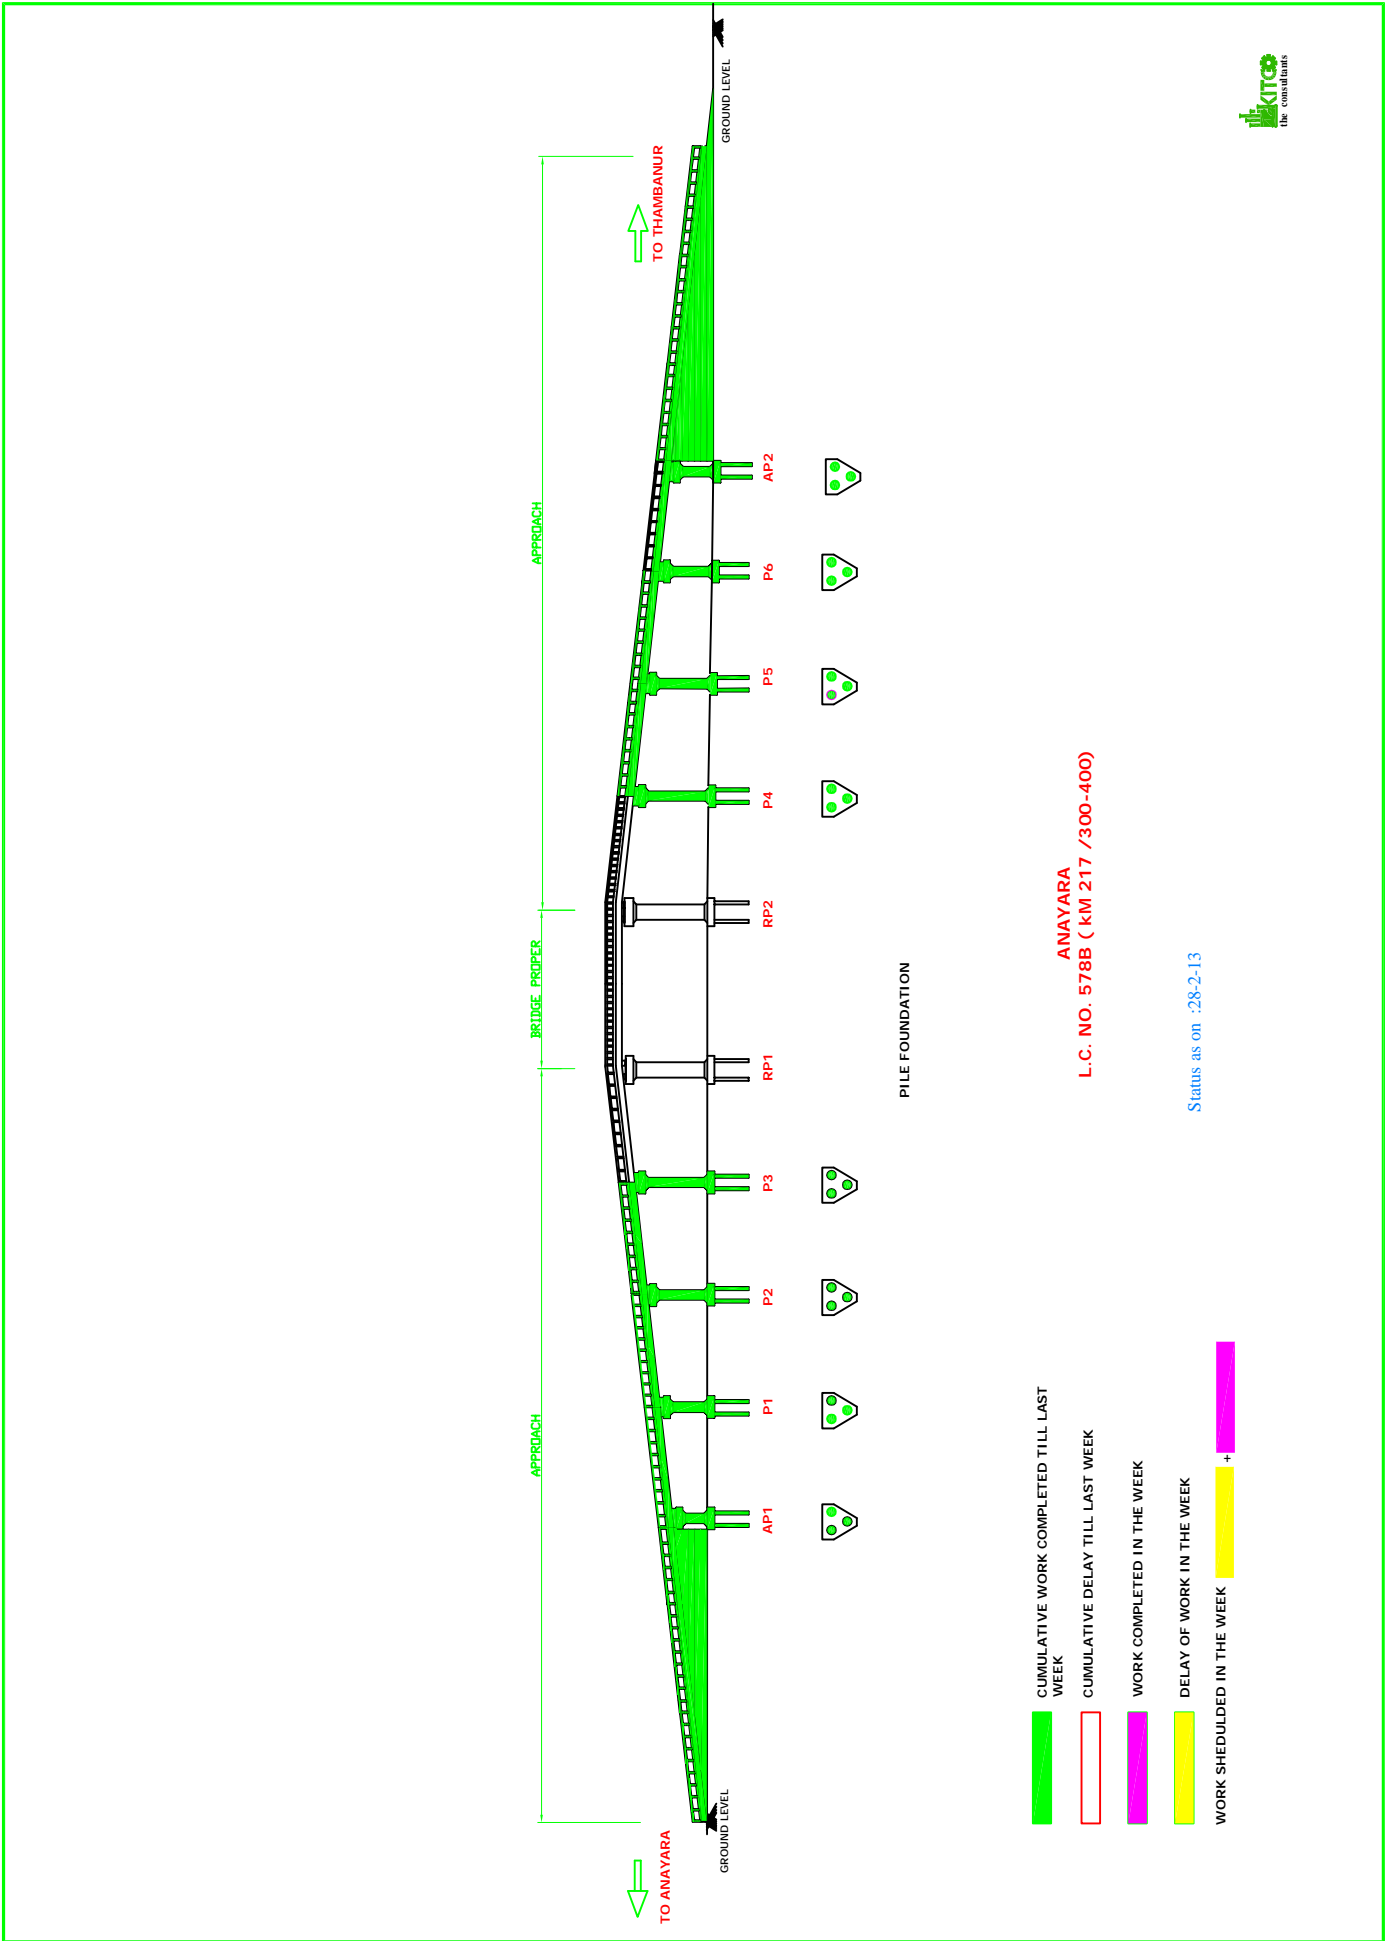 APPROACH
BRIDGE PROPER
APPROACH
TO ANAYARA
TO THAMBANUR
GROUND LEVEL
GROUND LEVEL
AP1
P1
P2
P3
RP1
RP2
P4
P5
P6
AP2
PILE FOUNDATION
ANAYARA
L.C. NO. 578B ( kM 217 /300-400)
Status as on :28-2-13
CUMULATIVE WORK COMPLETED TILL LAST
WEEK
CUMULATIVE DELAY TILL LAST WEEK
WORK COMPLETED IN THE WEEK
DELAY OF WORK IN THE WEEK
WORK SHEDULDED IN THE WEEK
+
KITCO
the consultants